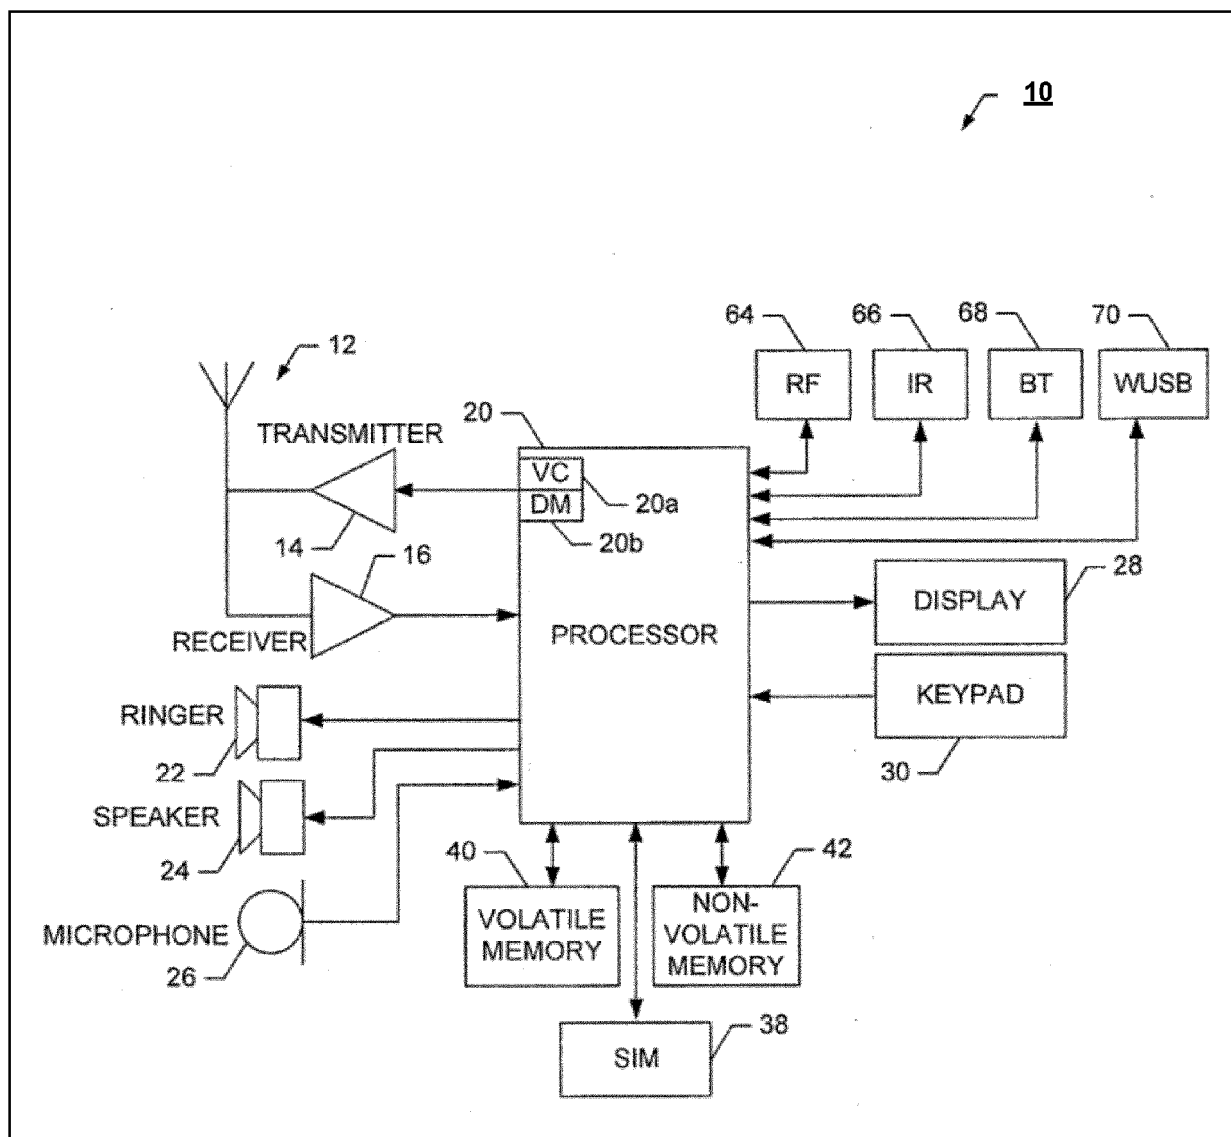 10
64
66
68
70
RF
IR
BT
WUSB
12
TRANSMITTER
20
VC
DM
20a
20b
14
16
RECEIVER
PROCESSOR
DISPLAY
28
KEYPAD
30
RINGER
22
SPEAKER
24
MICROPHONE
26
40
VOLATILE
MEMORY
42
NON-
VOLATILE
MEMORY
SIM
38